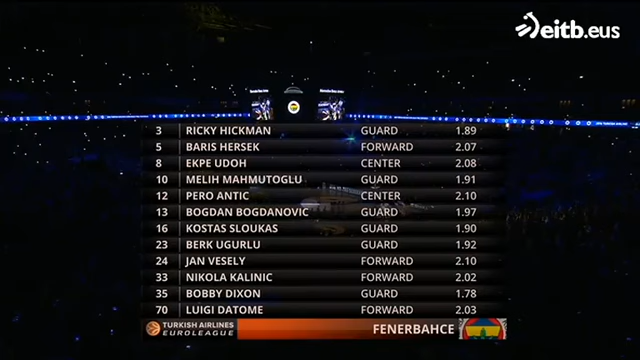 eitb.eus
3 RICKY HICKMAN GUARD 1.89
5 BARIS HERSEK FORWARD 2.07
8 EKPE UDOH CENTER 2.08
10 MELIH MAHMUTOGLU GUARD 1.91
12 PERO ANTIC CENTER 2.10
13 BOGDAN BOGDANOVIC GUARD 1.97
16 KOSTAS SLOUKAS GUARD 1.90
23 BERK UGURLU GUARD 1.92
24 JAN VESELY FORWARD 2.10
33 NIKOLA KALINIC FORWARD 2.02
35 BOBBY DIXON GUARD 1.78
70 LUIGI DATOME FORWARD 2.03
TURKISH AIRLINES
EUROLEAGUE
FENERBAHCE